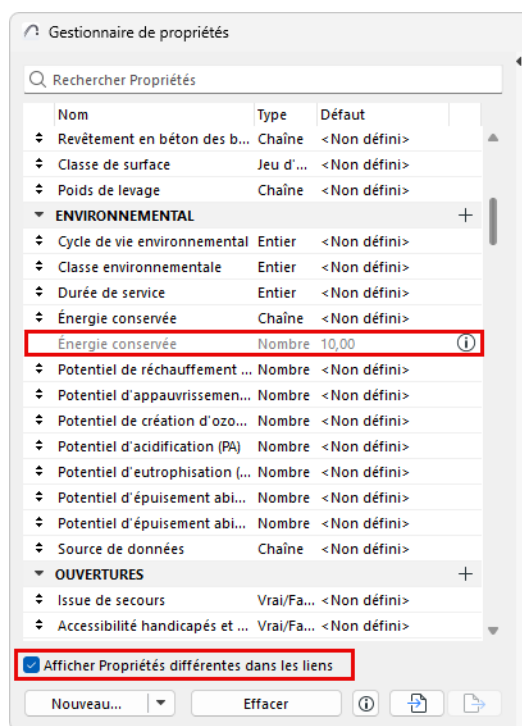 Gestionnaire de propriétés
Rechercher Propriétés
Nom Type Défaut
Revêtement en béton des b... Chaîne <Non défini>
Classe de surface Jeu d'... <Non défini>
Poids de levage Chaîne <Non défini>
ENVIRONNEMENTAL
Cycle de vie environnemental Entier <Non défini>
Classe environnementale Entier <Non défini>
Durée de service Entier <Non défini>
Énergie conservée Chaîne <Non défini>
Énergie conservée Nombre 10,00
Potentiel de réchauffement ... Nombre <Non défini>
Potentiel d'appauvrissemen... Nombre <Non défini>
Potentiel de création d'ozo... Nombre <Non défini>
Potentiel d'acidification (PA) Nombre <Non défini>
Potentiel d'eutrophisation (... Nombre <Non défini>
Potentiel d'épuisement abi... Nombre <Non défini>
Potentiel d'épuisement abi... Nombre <Non défini>
Source de données Chaîne <Non défini>
OUVERTURES
Issue de secours Vrai/Fa... <Non défini>
Accessibilité handicapés et ... Vrai/Fa... <Non défini>
Afficher Propriétés différentes dans les liens
Nouveau... Effacer